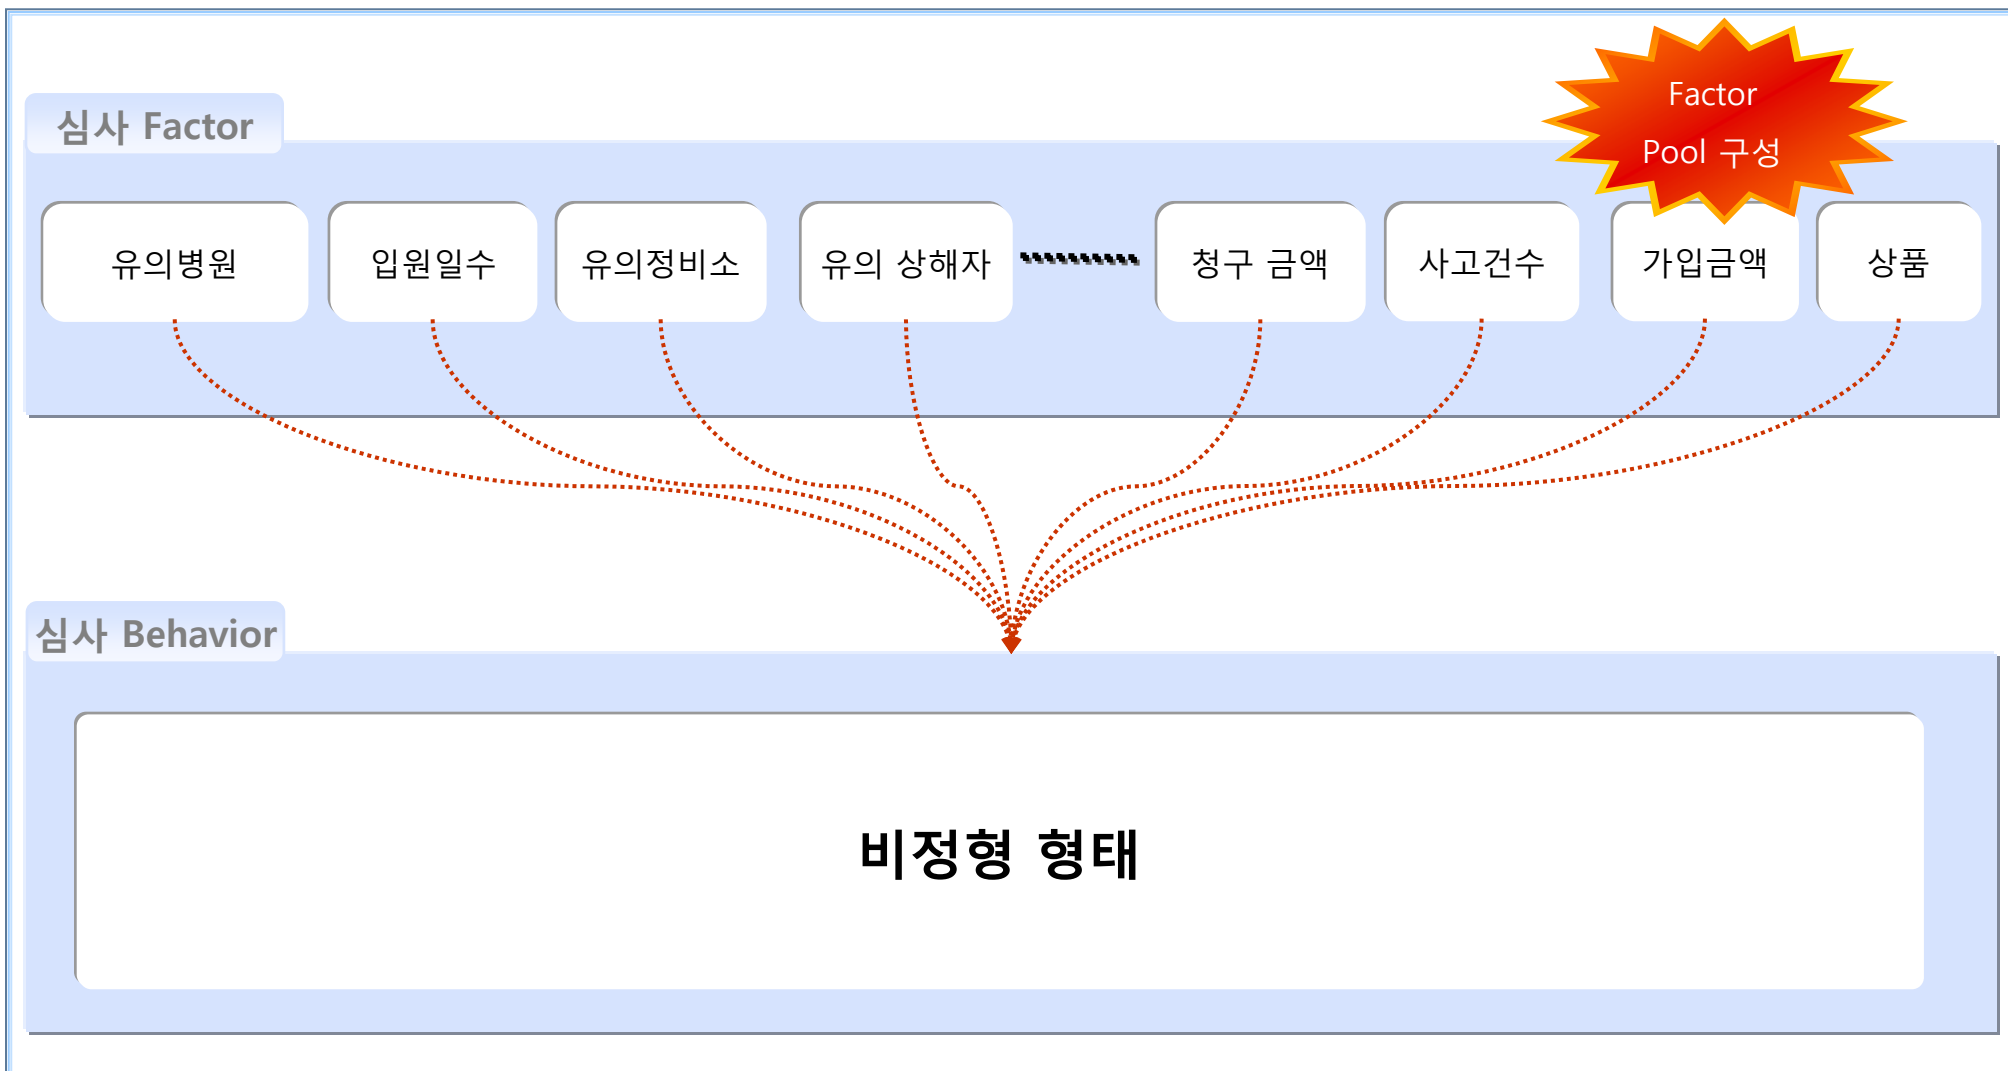 Factor
Pool 구성
심사 Factor
유의병원
입원일수
유의정비소
유의 상해자
청구 금액
사고건수
가입금액
상품
심사 Behavior
비정형 형태